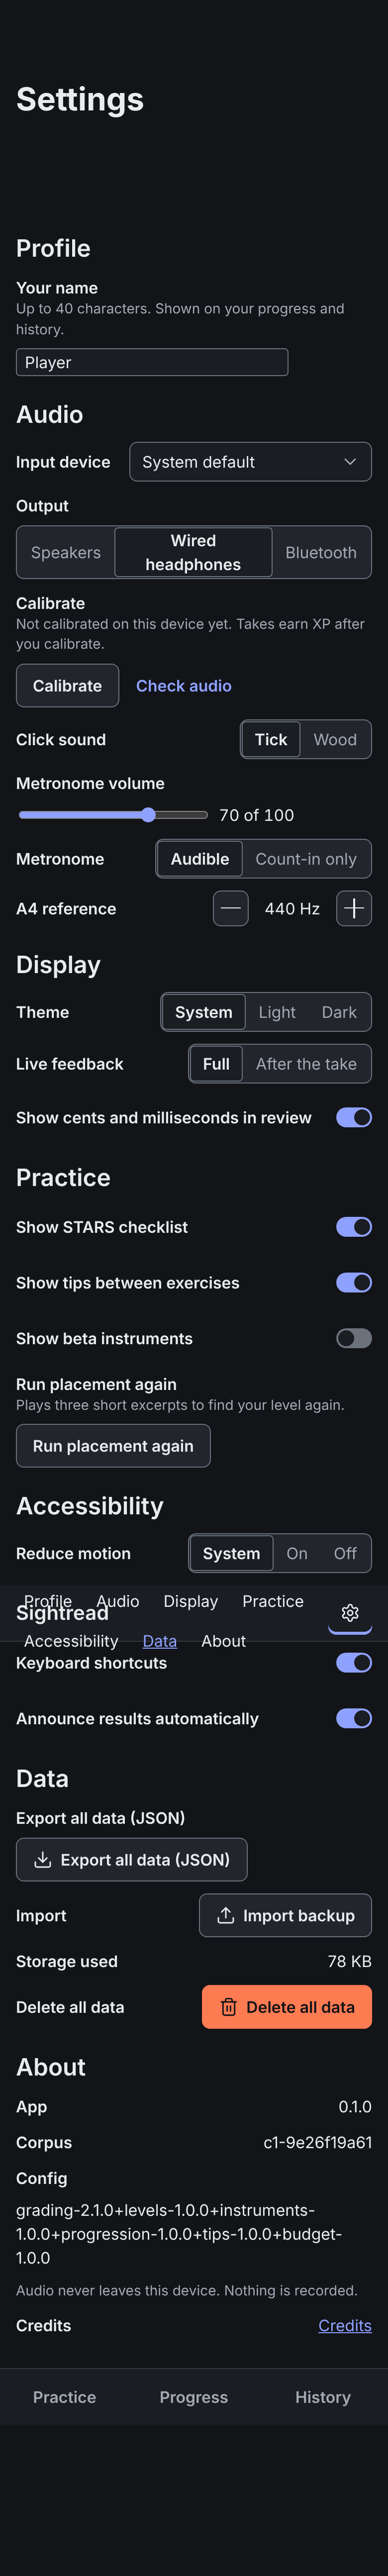 Settings
Profile
Your name
Up to 40 characters. Shown on your progress and
history.
Player
Audio
Input device System default
Output
Speakers Wired headphones Bluetooth
Calibrate
Not calibrated on this device yet. Takes earn XP after
you calibrate.
Calibrate Check audio
Click sound Tick Wood
Metronome volume
70 of 100
Metronome Audible Count-in only
A4 reference 440 Hz
Display
Theme System Light Dark
Live feedback Full After the take
Show cents and milliseconds in review
Practice
Show STARS checklist
Show tips between exercises
Show beta instruments
Run placement again
Plays three short excerpts to find your level again.
Run placement again
Accessibility
Reduce motion System On Off
Profile Audio Display Practice
Sightread
Accessibility Data About
Keyboard shortcuts
Announce results automatically
Data
Export all data (JSON)
Export all data (JSON)
Import Import backup
Storage used 78 KB
Delete all data Delete all data
About
App 0.1.0
Corpus c1-9e26f19a61
Config
grading-2.1.0+levels-1.0.0+instruments-
1.0.0+progression-1.0.0+tips-1.0.0+budget-
1.0.0
Audio never leaves this device. Nothing is recorded.
Credits Credits
Practice Progress History